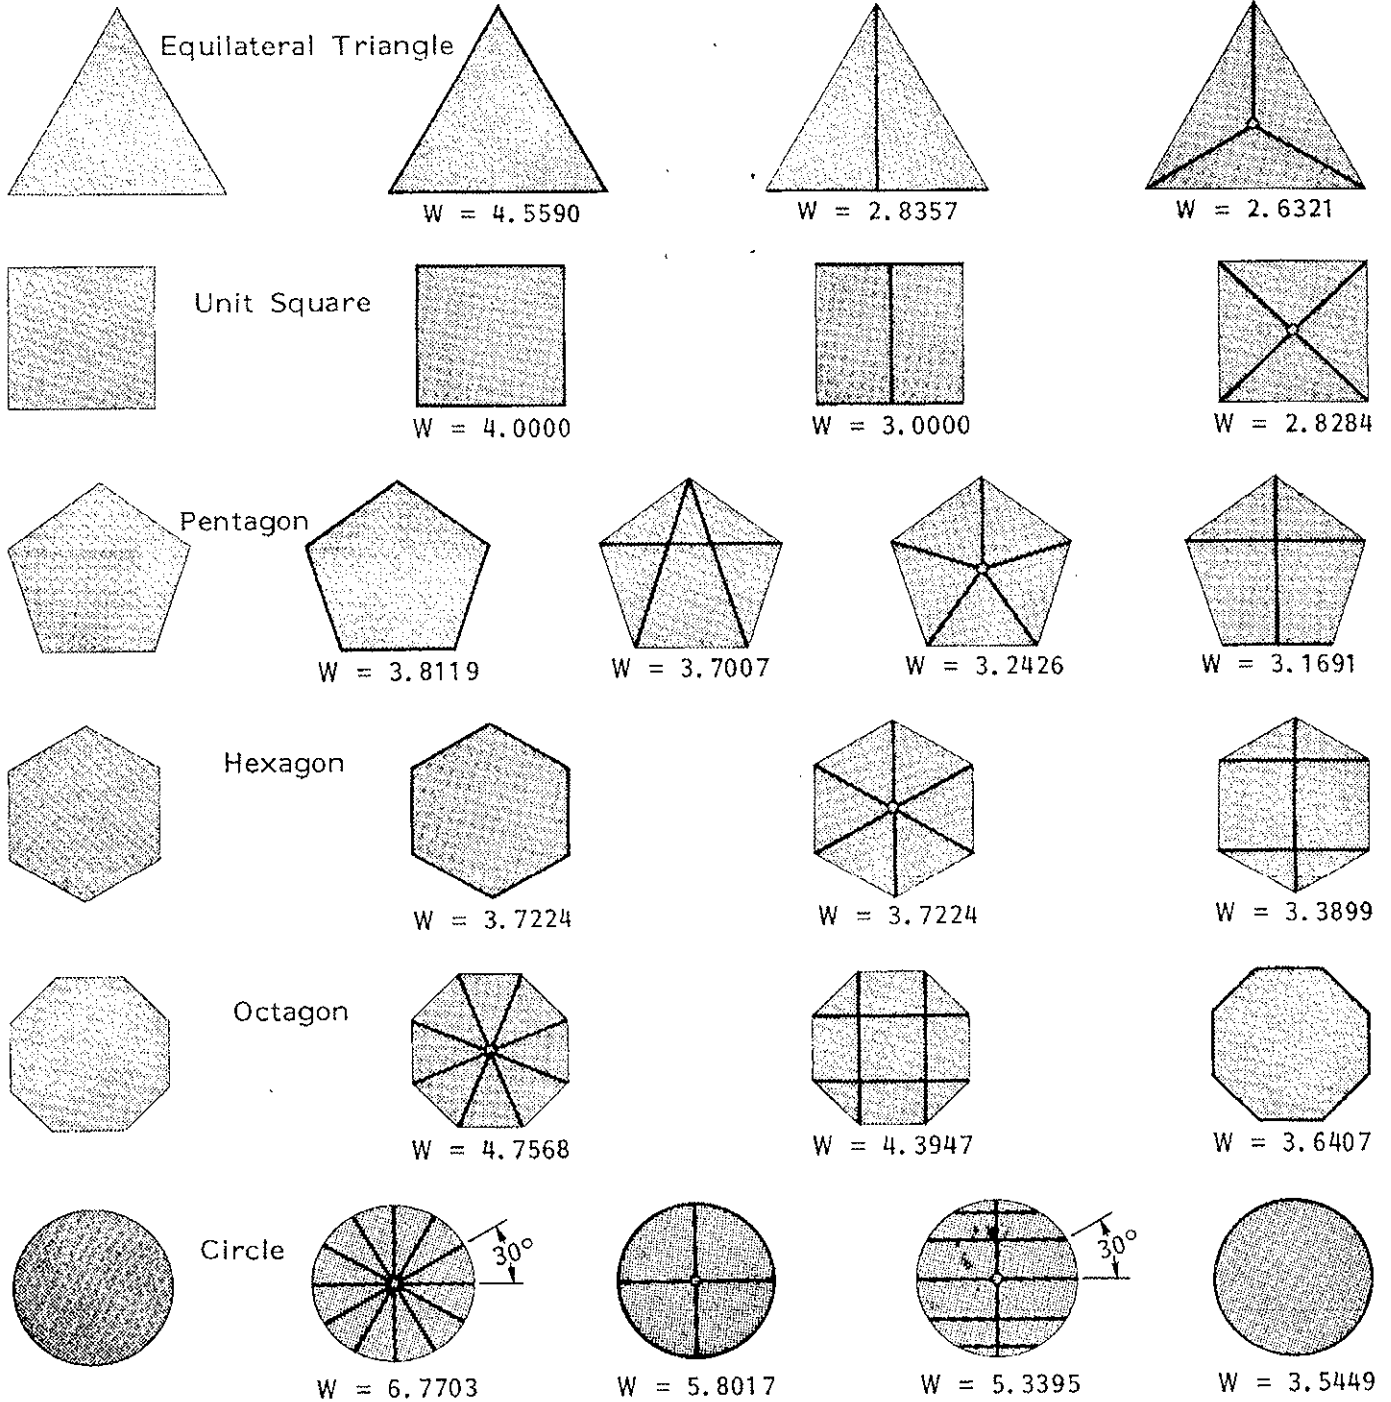 Equilateral Triangle
W = 4.5590
W = 2.8357
W = 2.6321
Unit Square
W = 4.0000
W = 3.0000
W = 2.8284
Pentagon
W = 3.8119
W = 3.7007
W = 3.2426
W = 3.1691
Hexagon
W = 3.7224
W = 3.7224
W = 3.3899
Octagon
W = 4.7568
W = 4.3947
W = 3.6407
Circle
30°
30°
W = 6.7703
W = 5.8017
W = 5.3395
W = 3.5449